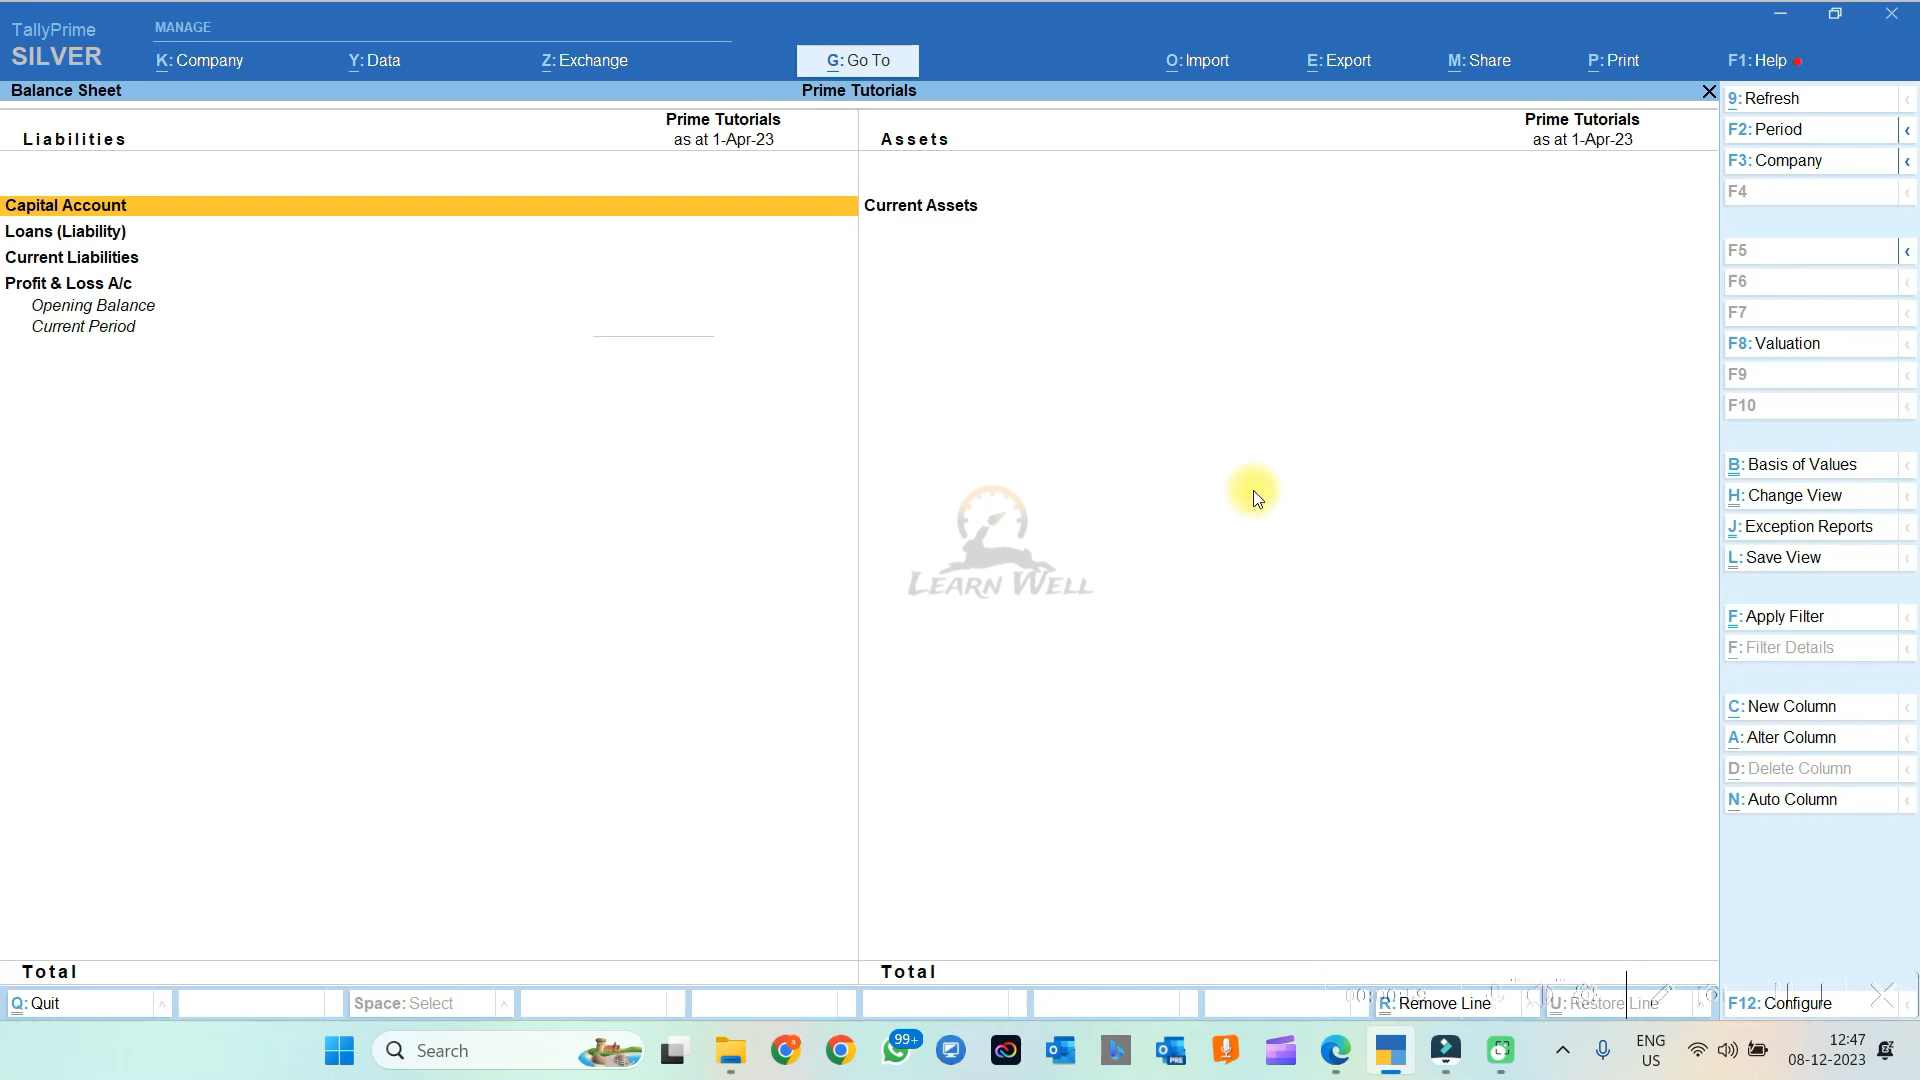 TallyPrime
SILVER
MANAGE
K: Company
Y: Data
Z: Exchange
G: Go To
O: Import
E: Export
M: Share
P: Print
F1: Help
Balance Sheet
Prime Tutorials
Liabilities
Prime Tutorials
as at 1-Apr-23
Assets
Prime Tutorials
as at 1-Apr-23
Capital Account
Loans (Liability)
Current Liabilities
Profit & Loss A/c
Opening Balance
Current Period
Current Assets
LEARN WELL
Total
Total
9: Refresh
F2: Period
F3: Company
F4
F5
F6
F7
F8: Valuation
F9
F10
B: Basis of Values
H: Change View
J: Exception Reports
L: Save View
F: Apply Filter
F: Filter Details
C: New Column
A: Alter Column
D: Delete Column
N: Auto Column
Q: Quit
Space: Select
R: Remove Line
U: Restore Line
F12: Configure
Search
99+
PRE
ENG
US
12:47
08-12-2023